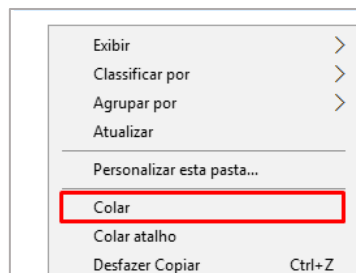 Exibir
Classificar por
Agrupar por
Atualizar
Personalizar esta pasta...
Colar
Colar atalho
Desfazer Copiar Ctrl+Z